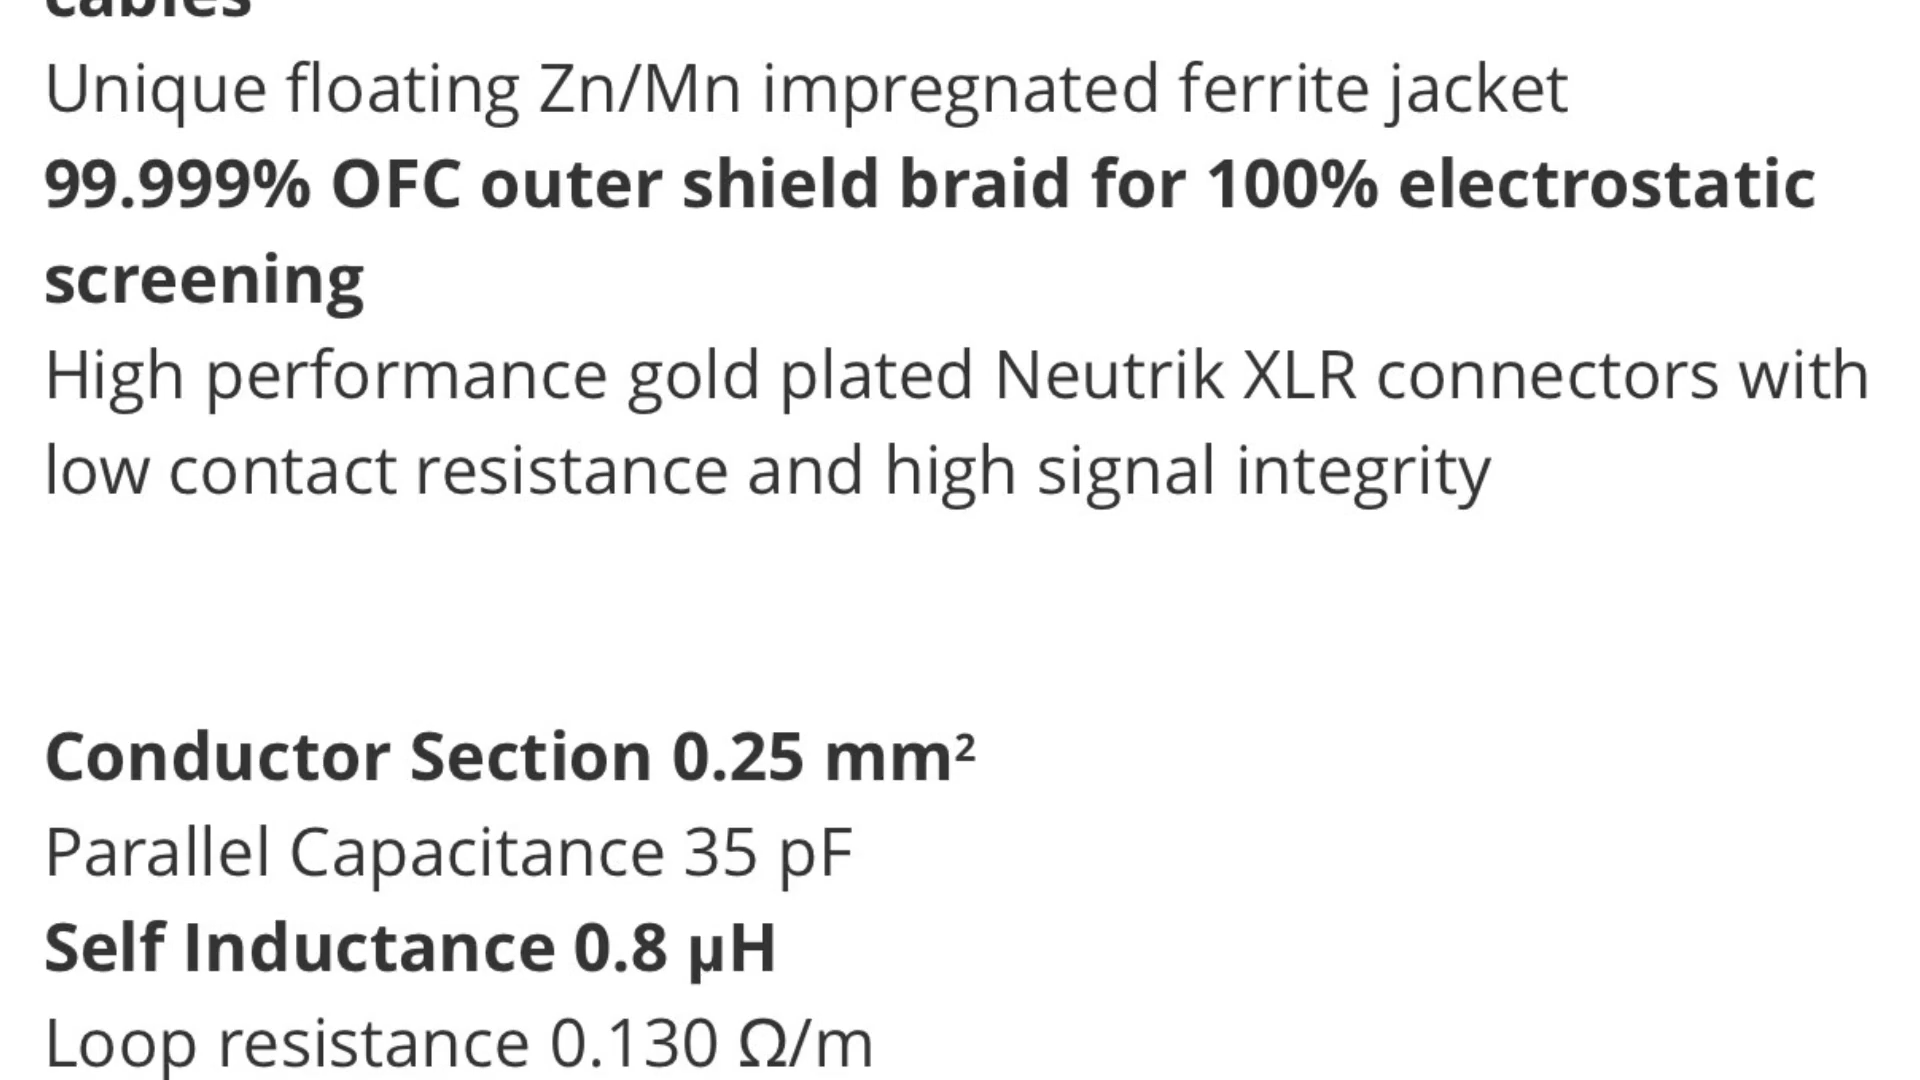 cables
Unique floating Zn/Mn impregnated ferrite jacket
99.999% OFC outer shield braid for 100% electrostatic
screening
High performance gold plated Neutrik XLR connectors with
low contact resistance and high signal integrity
Conductor Section 0.25 mm²
Parallel Capacitance 35 pF
Self Inductance 0.8 µH
Loop resistance 0.130 Ω/m